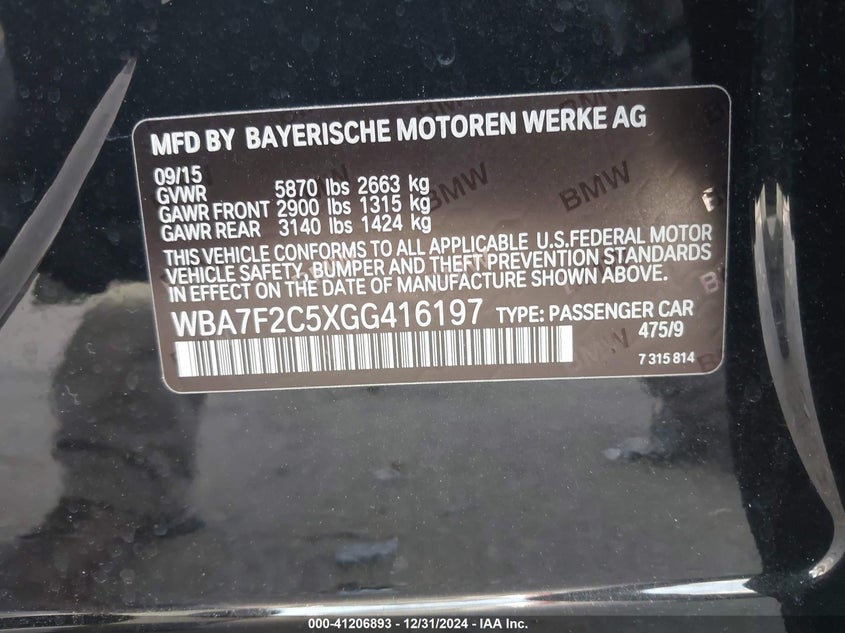 MFD BY BAYERISCHE MOTOREN WERKE AG
09/15
GVWR 5870 lbs 2663 kg
GAWR FRONT 2900 lbs 1315 kg
GAWR REAR 3140 lbs 1424 kg
THIS VEHICLE CONFORMS TO ALL APPLICABLE U.S.FEDERAL MOTOR
VEHICLE SAFETY, BUMPER AND THEFT PREVENTION STANDARDS
IN EFFECT ON THE DATE OF MANUFACTURE SHOWN ABOVE.
WBA7F2C5XGG416197 TYPE: PASSENGER CAR
475/9
7 315 814
BMW
BMW
BMW
000-41206893 - 12/31/2024 - IAA Inc.